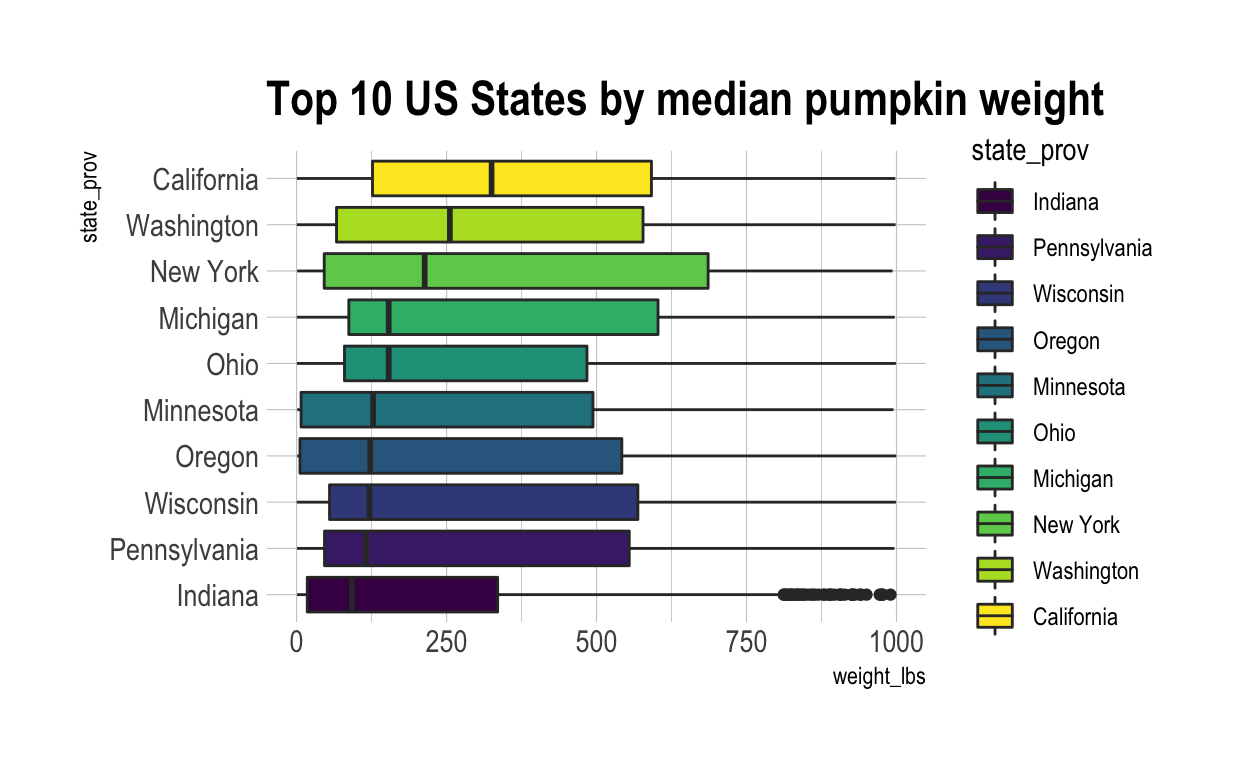 Top 10 US States by median pumpkin weight
state_prov
California
Washington
New York
Michigan
Ohio
Minnesota
Oregon
Wisconsin
Pennsylvania
Indiana
0 250 500 750 1000
weight_lbs
state_prov
Indiana
Pennsylvania
Wisconsin
Oregon
Minnesota
Ohio
Michigan
New York
Washington
California